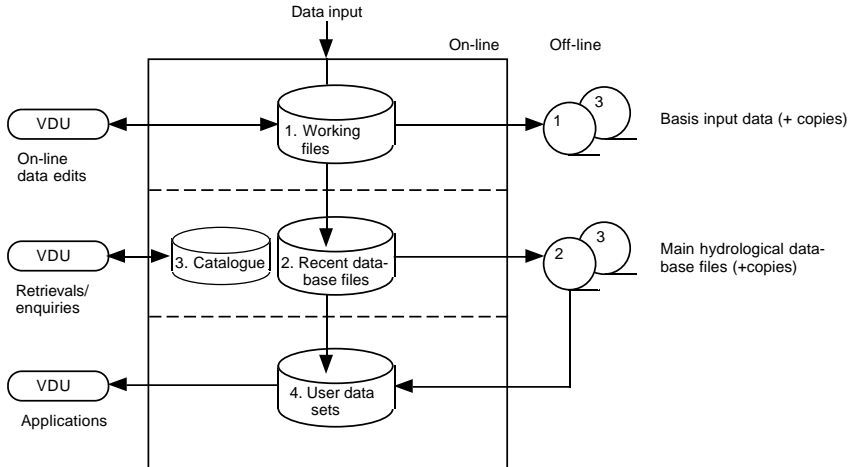 Data input
On-line
Off-line
VDU
1. Working
files
1
3
Basis input data (+ copies)
On-line
data edits
VDU
3. Catalogue
2. Recent data-
base files
2
3
Main hydrological data-
base files (+copies)
Retrievals/
enquiries
VDU
4. User data
sets
Applications